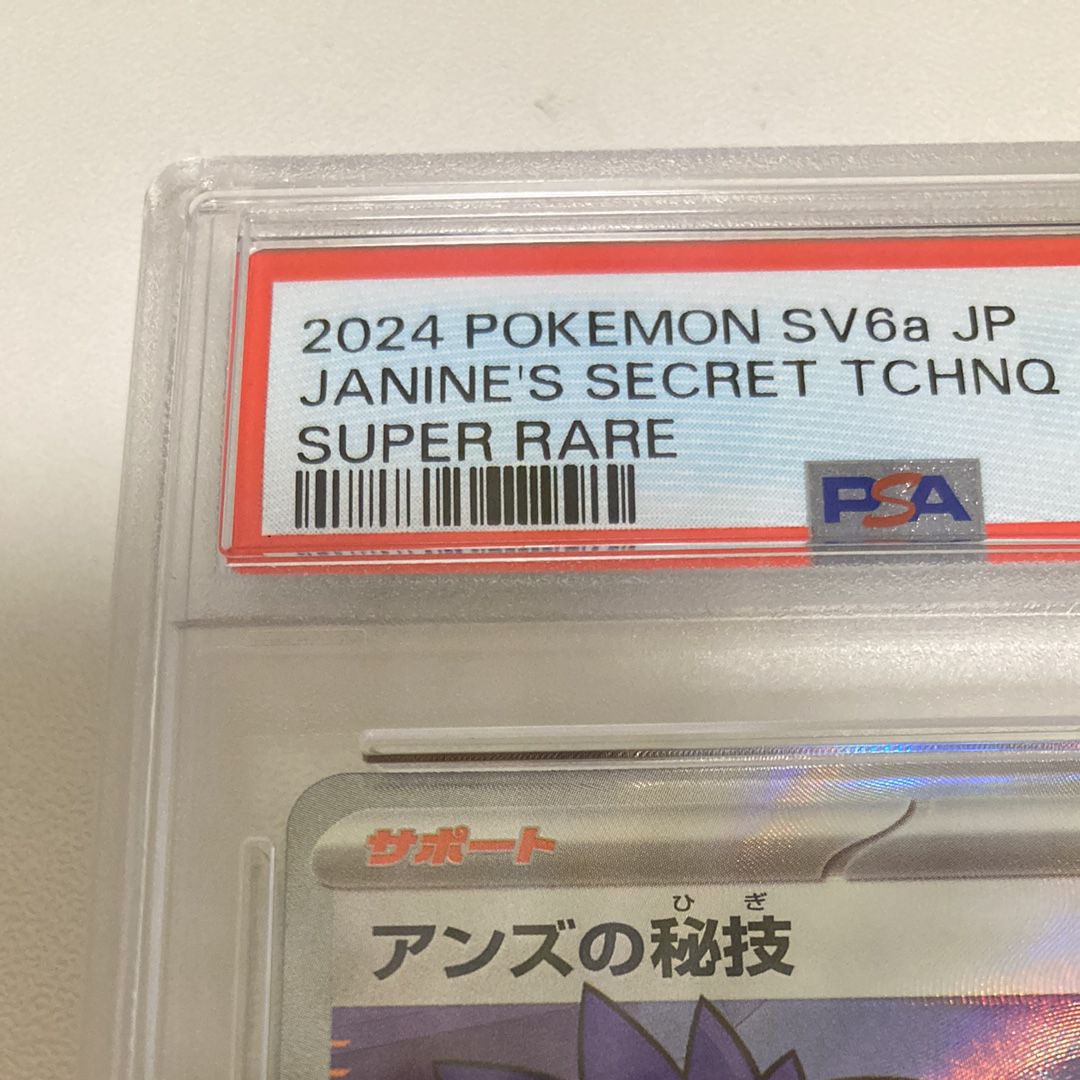 2024 POKEMON SV6a JP
JANINE'S SECRET TCHNQ
SUPER RARE
PSA
サポート
ひぎ
アンズの秘技